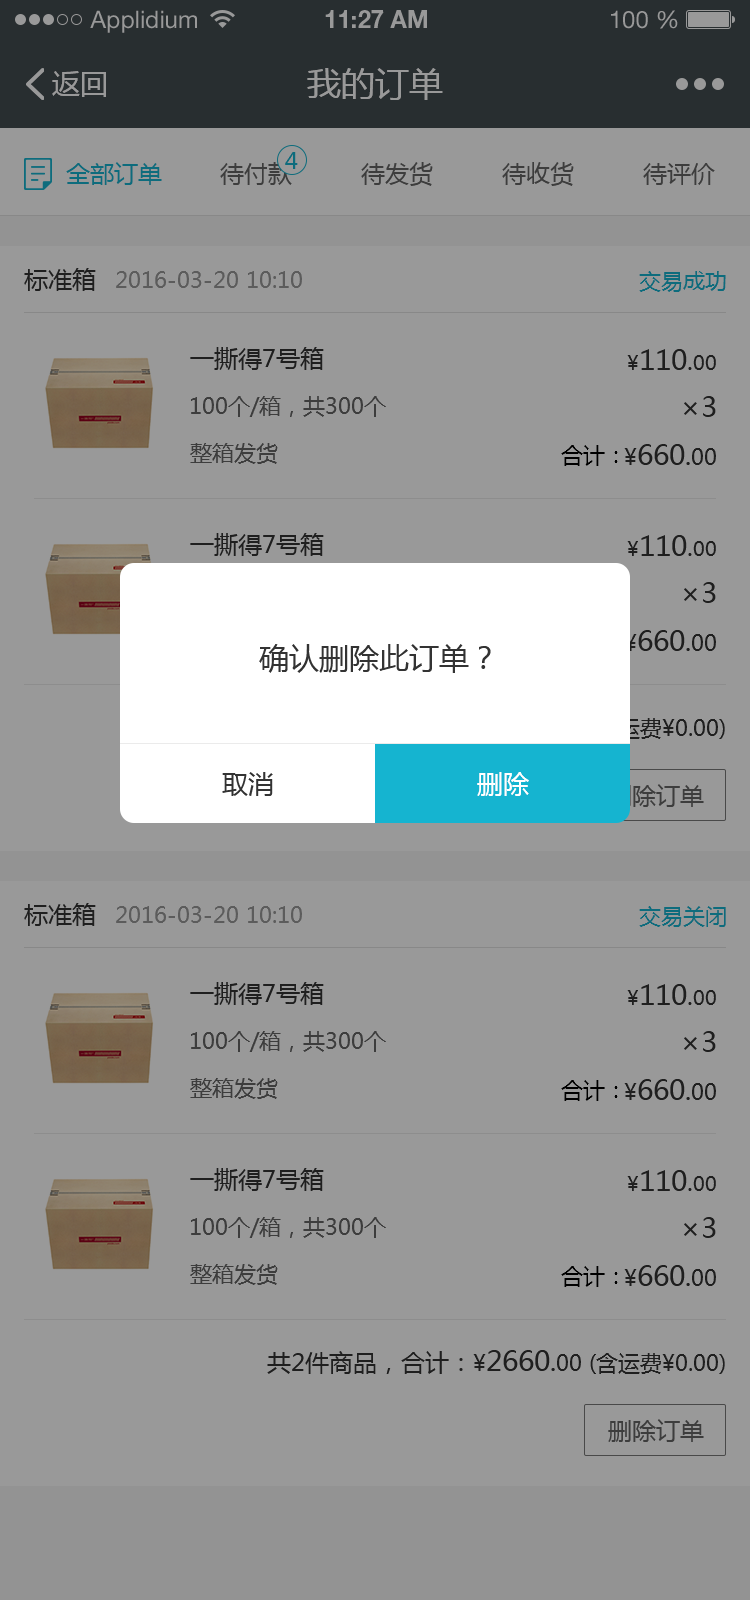 Applidium 11:27 AM 100 %
返回 我的订单
全部订单 待付款 4 待发货 待收货 待评价
标准箱 2016-03-20 10:10 交易成功
一撕得7号箱 ¥110.00
100个/箱，共300个 ×3
整箱发货 合计：¥660.00
一撕得7号箱 ¥110.00
×3
¥660.00
确认删除此订单？
运费¥0.00)
取消 删除
除订单
标准箱 2016-03-20 10:10 交易关闭
一撕得7号箱 ¥110.00
100个/箱，共300个 ×3
整箱发货 合计：¥660.00
一撕得7号箱 ¥110.00
100个/箱，共300个 ×3
整箱发货 合计：¥660.00
共2件商品，合计：¥2660.00 (含运费¥0.00)
删除订单